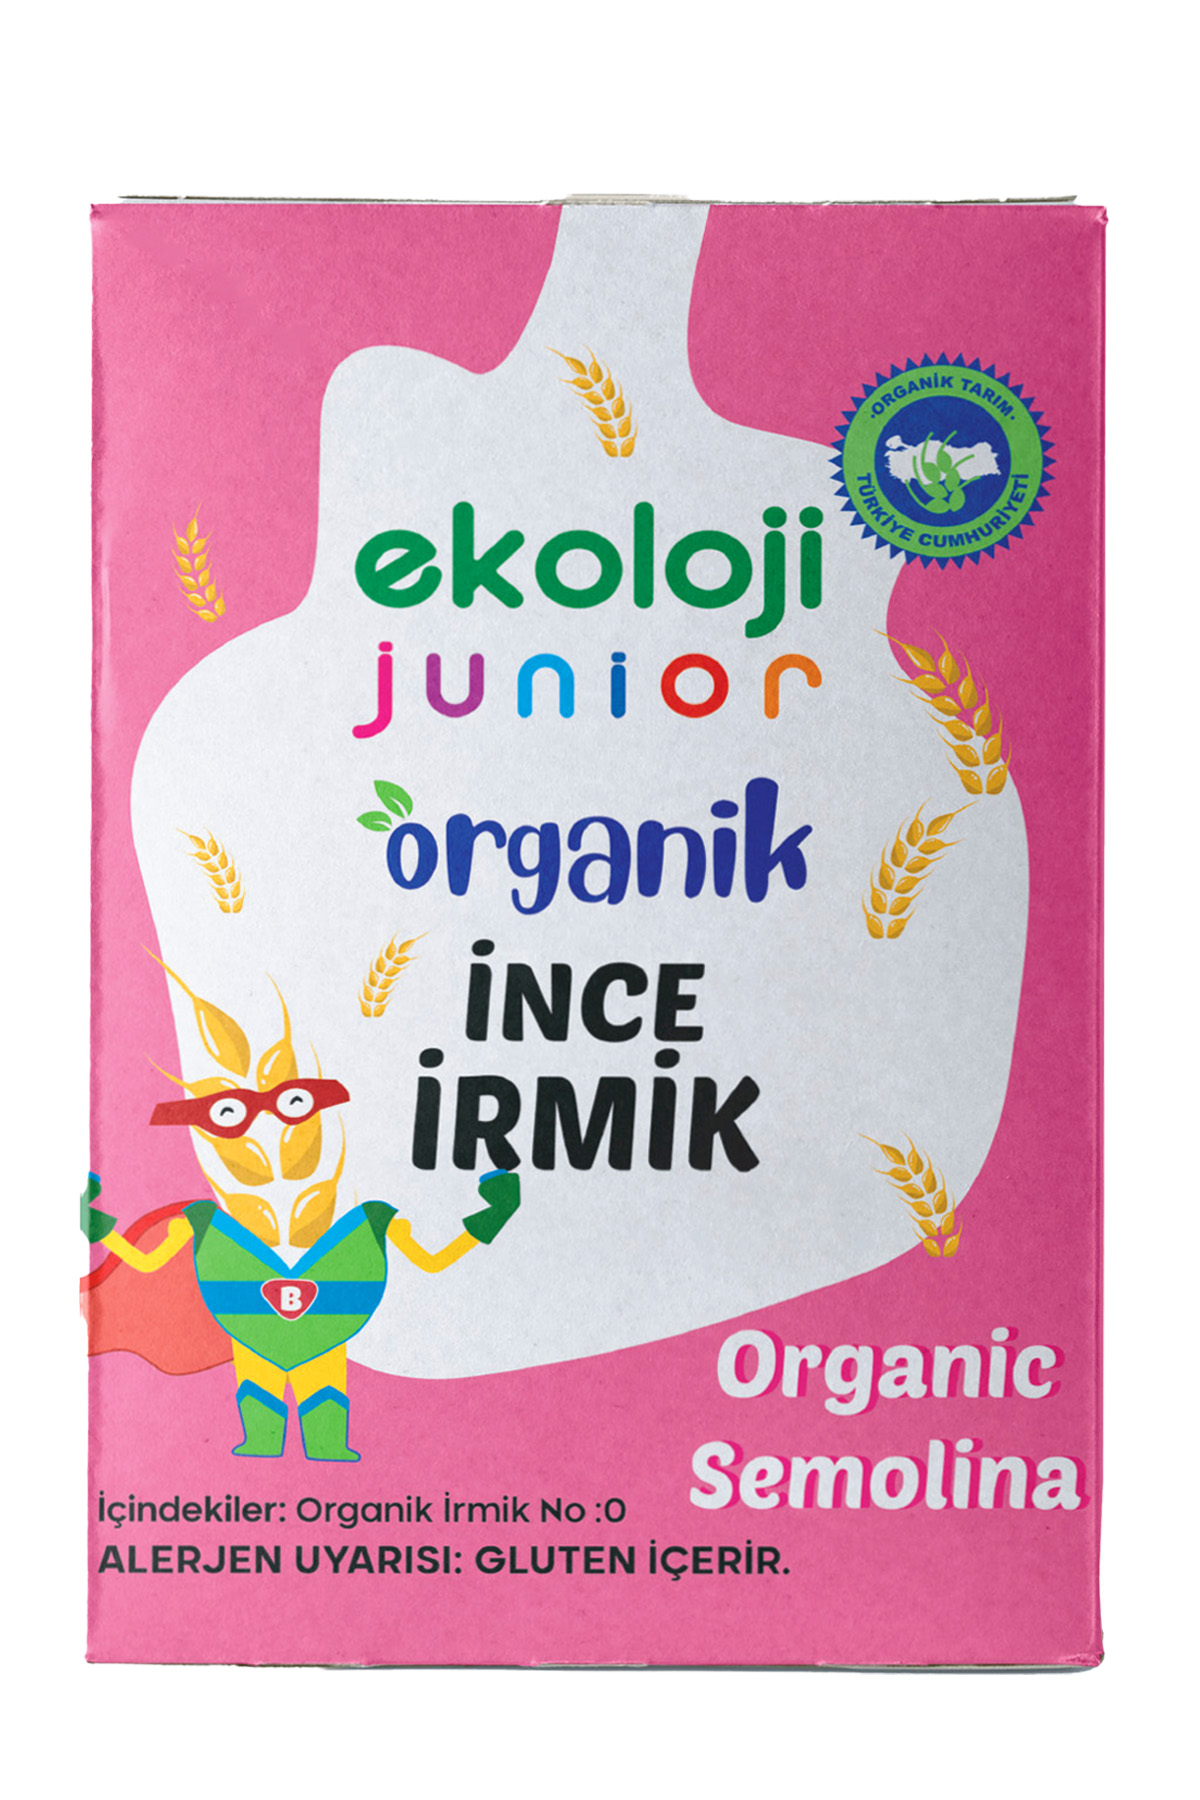 ORGANİK TARIM
TÜRKİYE CUMHURİYETİ
ekoloji
junior
organik
İNCE
İRMİK
B
Organic
Semolina
İçindekiler: Organik İrmik No :0
ALERJEN UYARISI: GLUTEN İÇERİR.